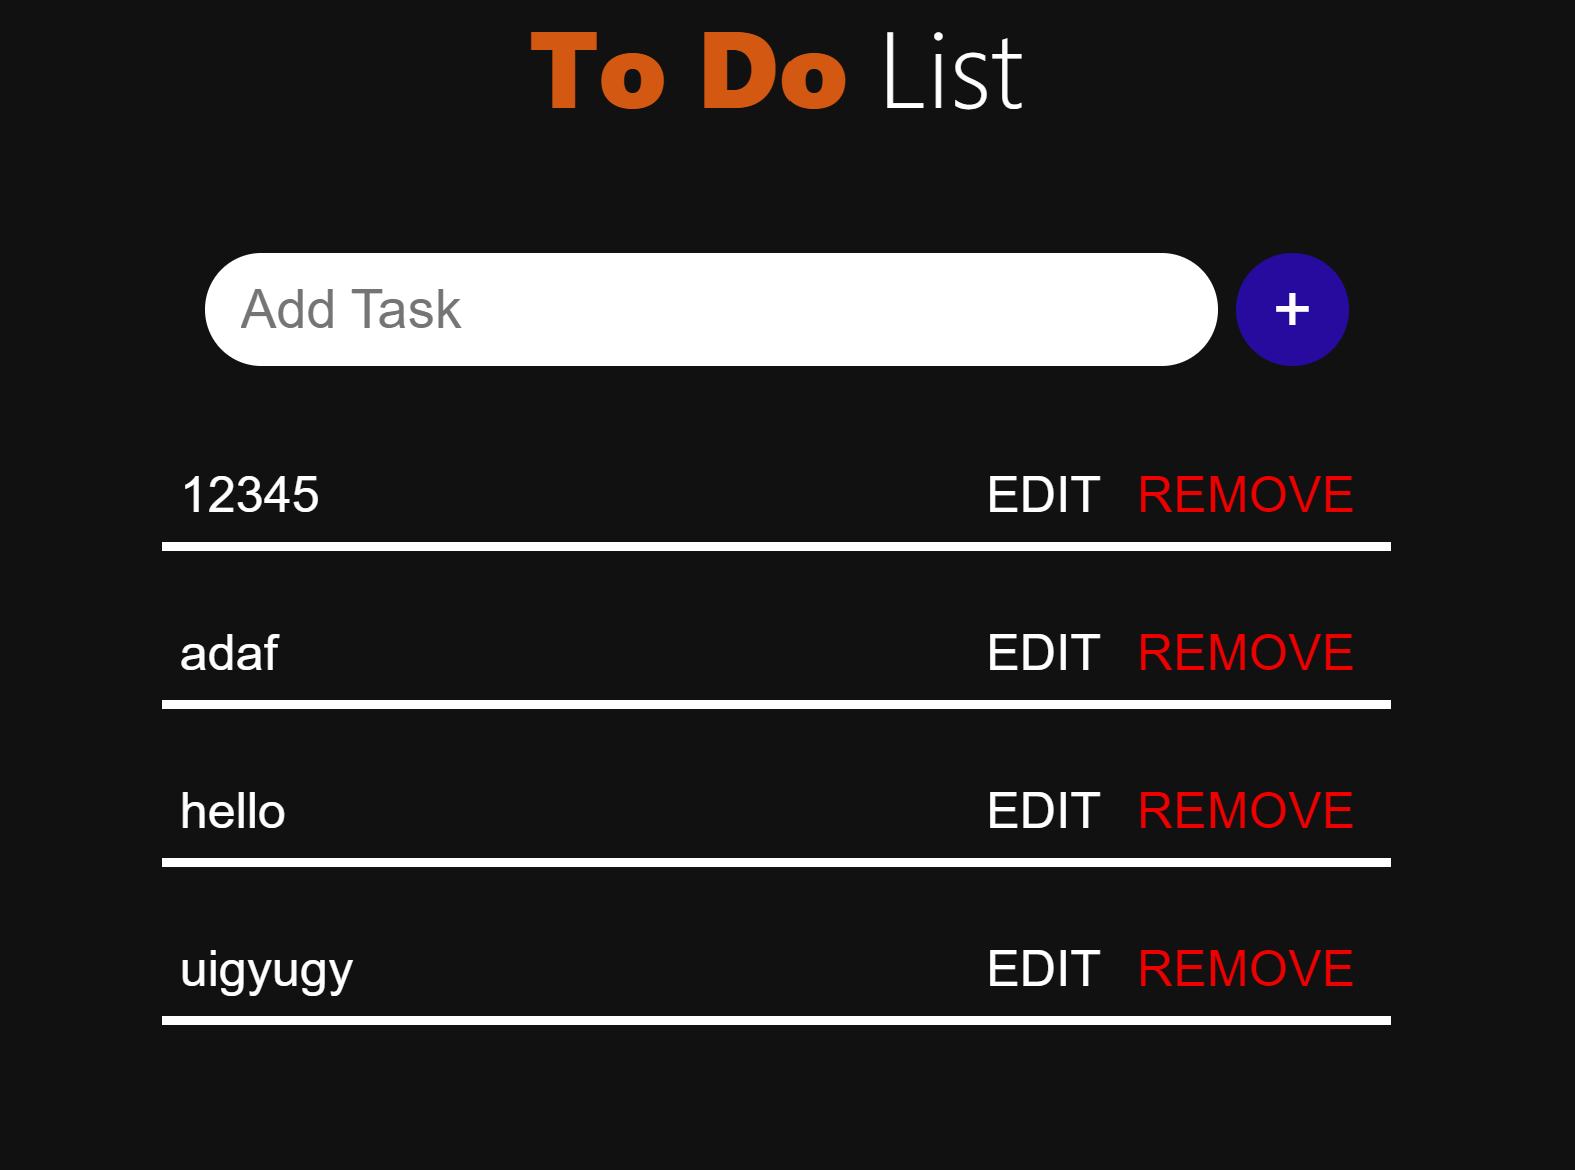 To Do List
Add Task +
12345 EDIT REMOVE
adaf EDIT REMOVE
hello EDIT REMOVE
uigyugy EDIT REMOVE